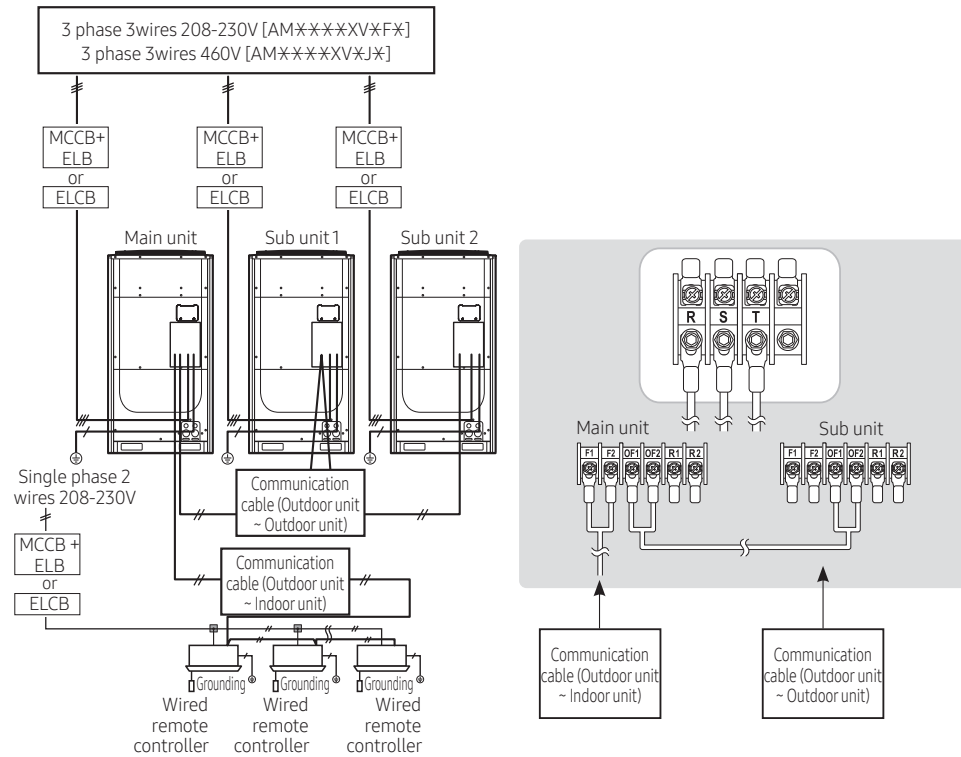 3 phase 3wires 208-230V [AM✶✶✶✶XV✶F✶]
3 phase 3wires 460V [AM✶✶✶✶XV✶J✶]
MCCB+
ELB
or
ELCB
MCCB+
ELB
or
ELCB
MCCB+
ELB
or
ELCB
Main unit
Sub unit 1
Sub unit 2
Single phase 2
wires 208-230V
MCCB +
ELB
or
ELCB
Communication
cable (Outdoor unit
~ Outdoor unit)
Communication
cable (Outdoor unit
~ Indoor unit)
Grounding
Grounding
Grounding
Wired
remote
controller
Wired
remote
controller
Wired
remote
controller
R S T
Main unit
F1 F2 OF1 OF2 R1 R2
Sub unit
F1 F2 OF1 OF2 R1 R2
Communication
cable (Outdoor unit
~ Indoor unit)
Communication
cable (Outdoor unit
~ Outdoor unit)